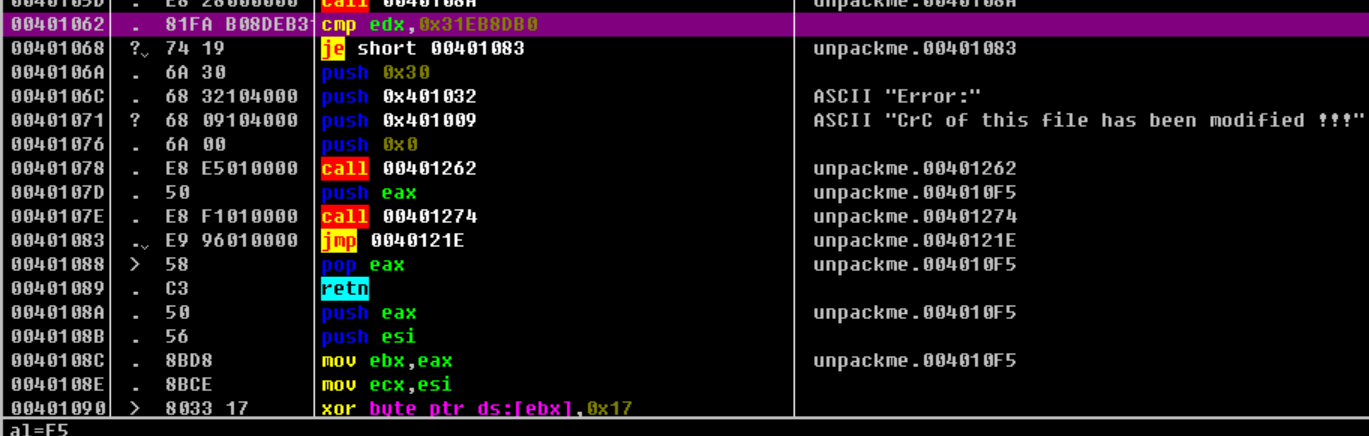 0040105D . E8 28000000 call 0040108A unpackme.0040108A
00401062 . 81FA B08DEB3 cmp edx,0x31EB8DB0
00401068 ? 74 19 je short 00401083 unpackme.00401083
0040106A . 6A 30 push 0x30
0040106C . 68 32104000 push 0x401032 ASCII "Error:"
00401071 ? 68 09104000 push 0x401009 ASCII "CrC of this file has been modified !!!"
00401076 . 6A 00 push 0x0
00401078 . E8 E5010000 call 00401262 unpackme.00401262
0040107D . 50 push eax unpackme.004010F5
0040107E . E8 F1010000 call 00401274 unpackme.00401274
00401083 . E9 96010000 jmp 0040121E unpackme.0040121E
00401088 > 58 pop eax unpackme.004010F5
00401089 . C3 retn
0040108A . 50 push eax unpackme.004010F5
0040108B . 56 push esi
0040108C . 8BD8 mov ebx,eax unpackme.004010F5
0040108E . 8BCE mov ecx,esi
00401090 > 8033 17 xor byte ptr ds:[ebx],0x17
al=F5